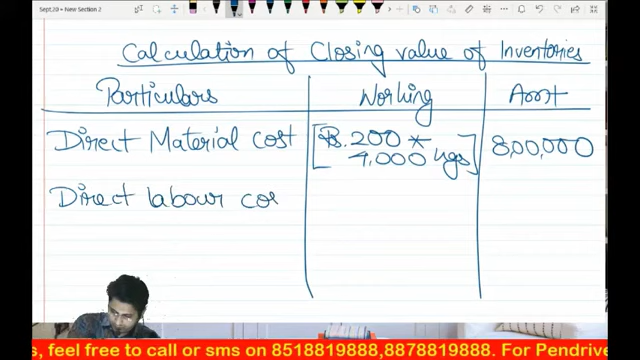 Sept.20 - New Section 2
Calculation of Closing value of Inventories
Particulars Working Amt
Direct Material cost [Rs.200 * 8,00,000
4,000 kgs]
Direct labour cos
s, feel free to call or sms on 8518819888,8878819888. For Pendrive